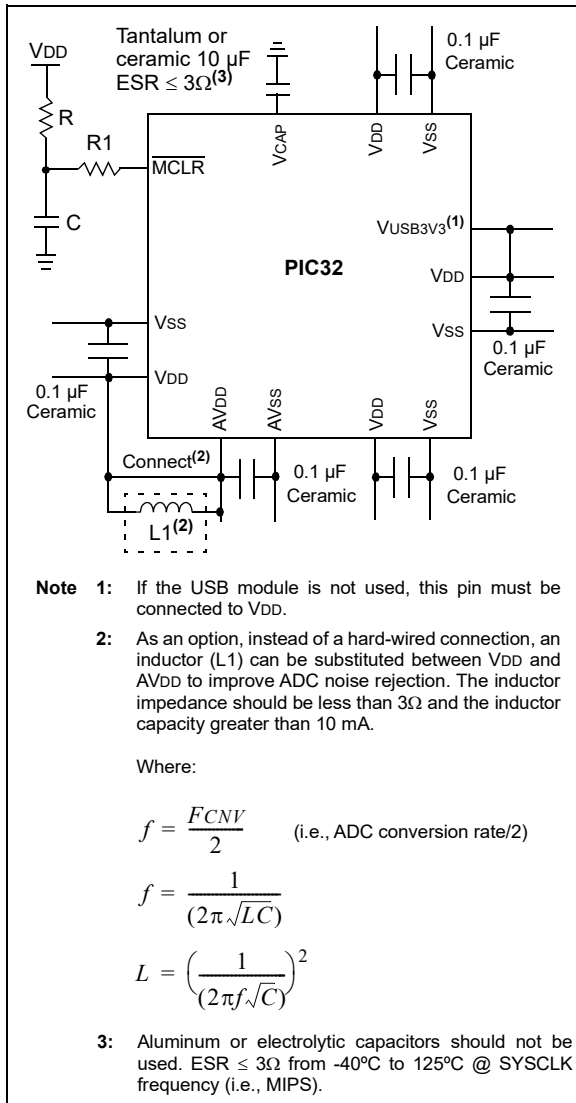 Tantalum or
ceramic 10 µF
ESR ≤ 3Ω(3)
0.1 µF
Ceramic
VDD
R
R1
C
MCLR
VCAP
VDD
VSS
VUSB3V3(1)
VDD
VSS
PIC32
0.1 µF
Ceramic
VSS
VDD
0.1 µF
Ceramic
AVDD
AVSS
VDD
VSS
Connect(2)
0.1 µF
Ceramic
0.1 µF
Ceramic
L1(2)
Note 1: If the USB module is not used, this pin must be
connected to VDD.
2: As an option, instead of a hard-wired connection, an
inductor (L1) can be substituted between VDD and
AVDD to improve ADC noise rejection. The inductor
impedance should be less than 3Ω and the inductor
capacity greater than 10 mA.
Where:
f = FCNV / 2 (i.e., ADC conversion rate/2)
f = 1 / (2π√LC)
L = (1 / (2πf√C))²
3: Aluminum or electrolytic capacitors should not be
used. ESR ≤ 3Ω from -40ºC to 125ºC @ SYSCLK
frequency (i.e., MIPS).